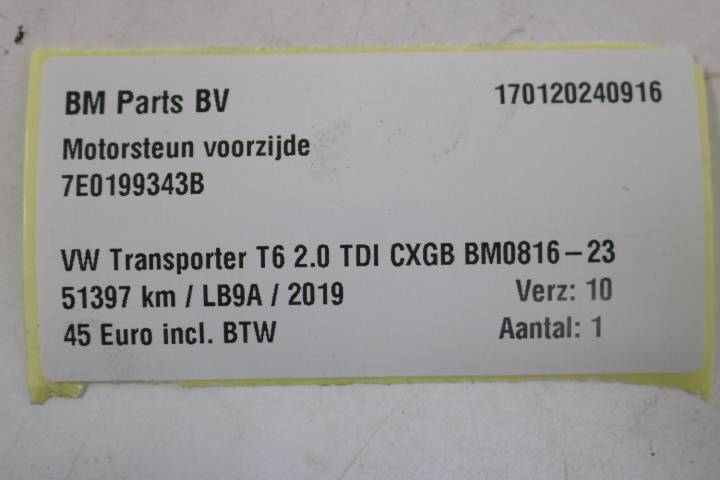 BM Parts BV 170120240916
Motorsteun voorzijde
7E0199343B
VW Transporter T6 2.0 TDI CXGB BM0816-23
51397 km / LB9A / 2019 Verz: 10
45 Euro incl. BTW Aantal: 1